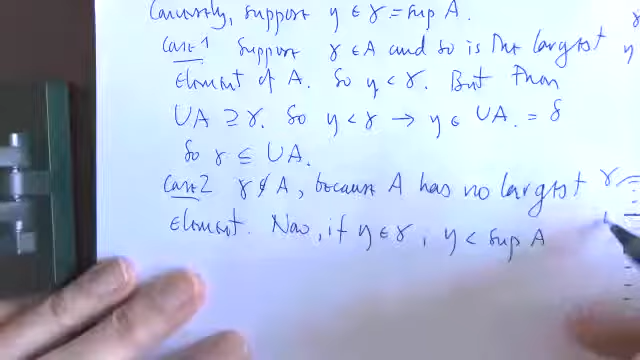 Conversely, suppose η ∈ γ = sup A.
Case 1 Suppose γ ∈ A and so is the largest
element of A. So η < γ. But then
∪A ≥ γ. So η < γ → η ∈ ∪A. = δ
So γ ⊆ ∪A.
Case 2 γ ∉ A, because A has no largest
element. Now, if η ∈ γ, η < sup A